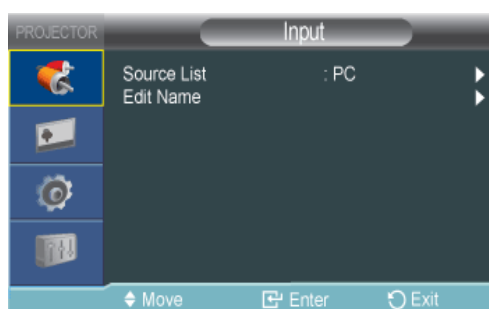 PROJECTOR
Input
Source List : PC
Edit Name
Move Enter Exit